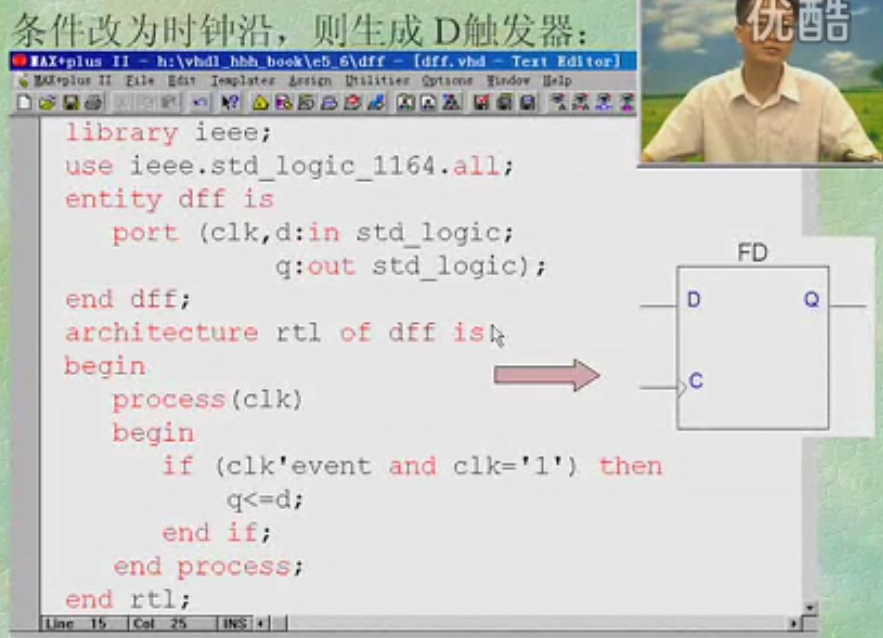 条件改为时钟沿，则生成 D触发器：
优酷
MAX+plus II - h:\vhdl_hbh_book\e5_6\dff - [dff.vhd - Text Editor]
MAX+plus II File Edit Templates Assign Utilities Options Window Help
library ieee;
use ieee.std_logic_1164.all;
entity dff is
port (clk,d:in std_logic;
q:out std_logic);
end dff;
architecture rtl of dff is
begin
process(clk)
begin
if (clk'event and clk='1') then
q<=d;
end if;
end process;
end rtl;
Line 15 Col 25 INS
FD
D Q
C